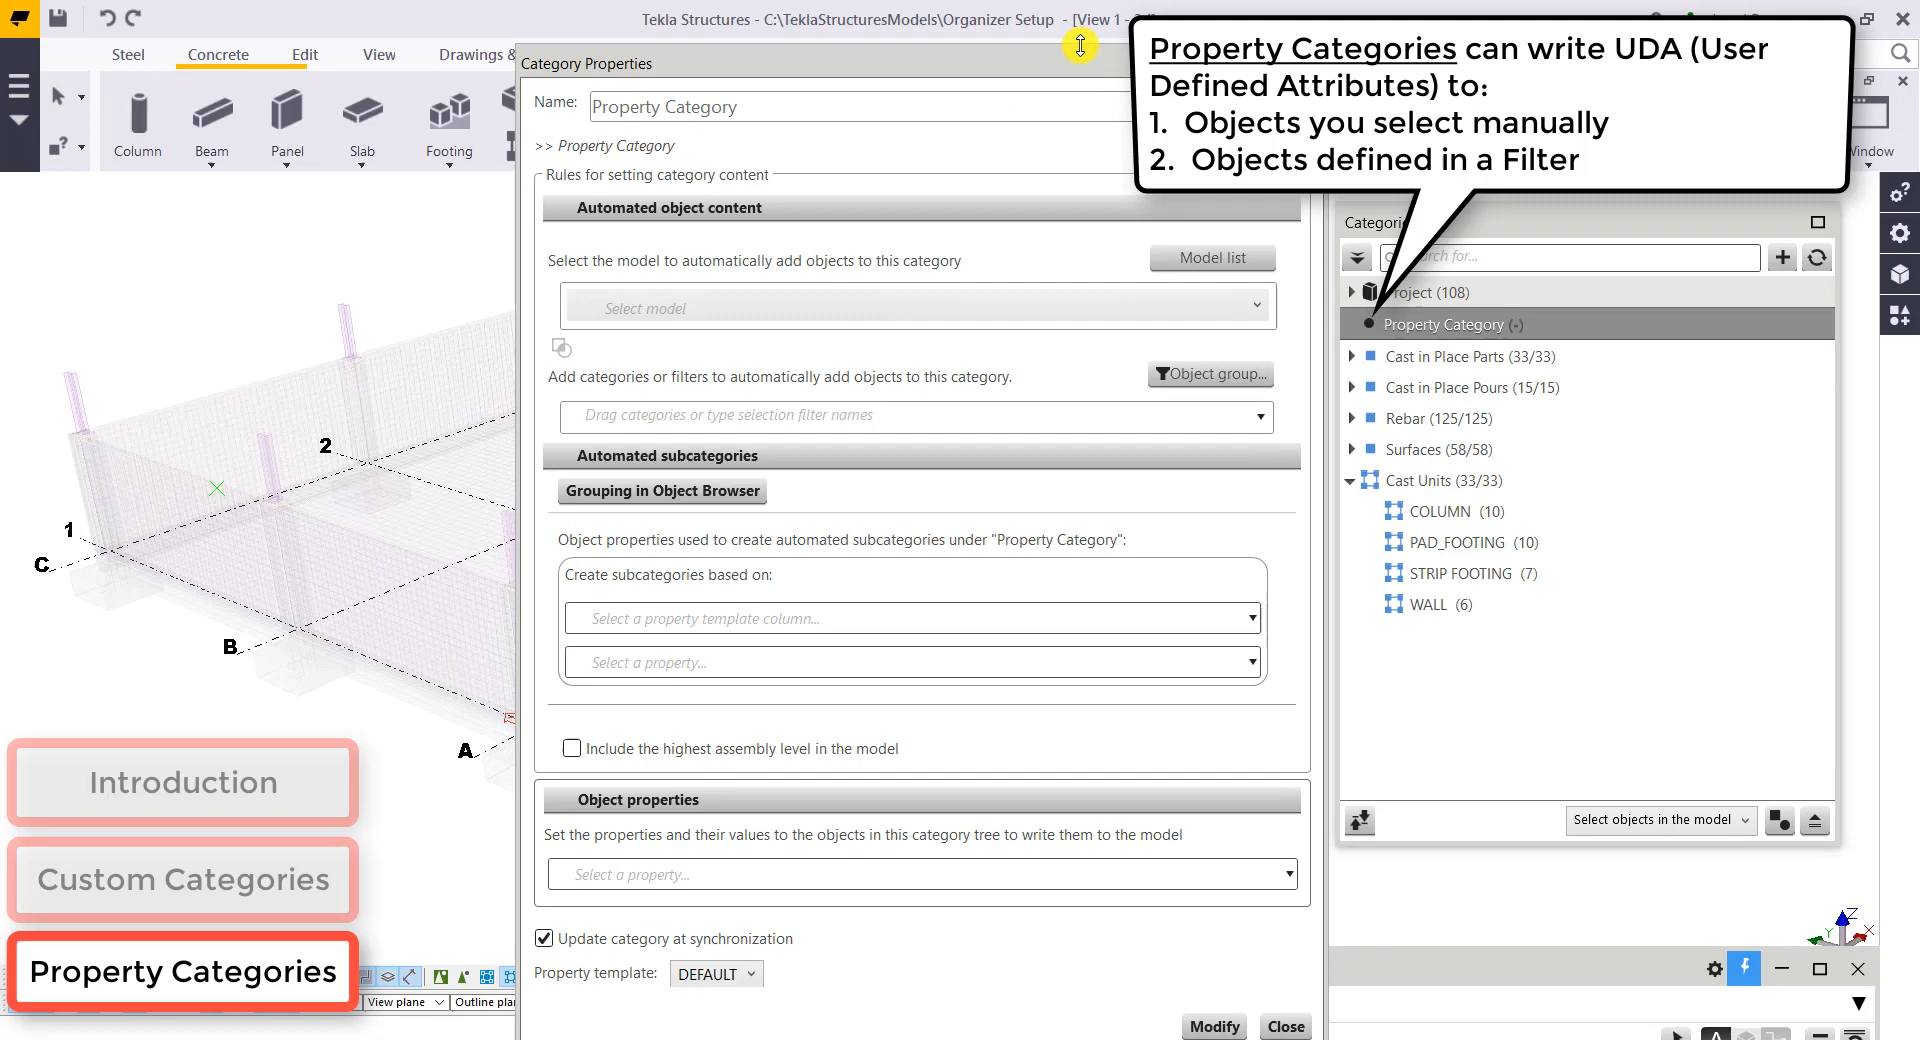 Tekla Structures - C:\TeklaStructuresModels\Organizer Setup - [View 1 -
Steel
Concrete
Edit
View
Drawings &
Column
Beam
Panel
Slab
Footing
Window
Property Categories can write UDA (User
Defined Attributes) to:
1. Objects you select manually
2. Objects defined in a Filter
Category Properties
Name:
Property Category
>> Property Category
Rules for setting category content
Automated object content
Select the model to automatically add objects to this category
Model list
Select model
Add categories or filters to automatically add objects to this category.
Object group...
Drag categories or type selection filter names
Automated subcategories
Grouping in Object Browser
Object properties used to create automated subcategories under "Property Category":
Create subcategories based on:
Select a property template column...
Select a property...
Include the highest assembly level in the model
Object properties
Set the properties and their values to the objects in this category tree to write them to the model
Select a property...
Update category at synchronization
Property template:
DEFAULT
Modify
Close
Categori
rch for...
roject (108)
Property Category (-)
Cast in Place Parts (33/33)
Cast in Place Pours (15/15)
Rebar (125/125)
Surfaces (58/58)
Cast Units (33/33)
COLUMN (10)
PAD_FOOTING (10)
STRIP FOOTING (7)
WALL (6)
Select objects in the model
2
1
C
B
A
Z
Y
X
Introduction
Custom Categories
Property Categories
View plane
Outline plan